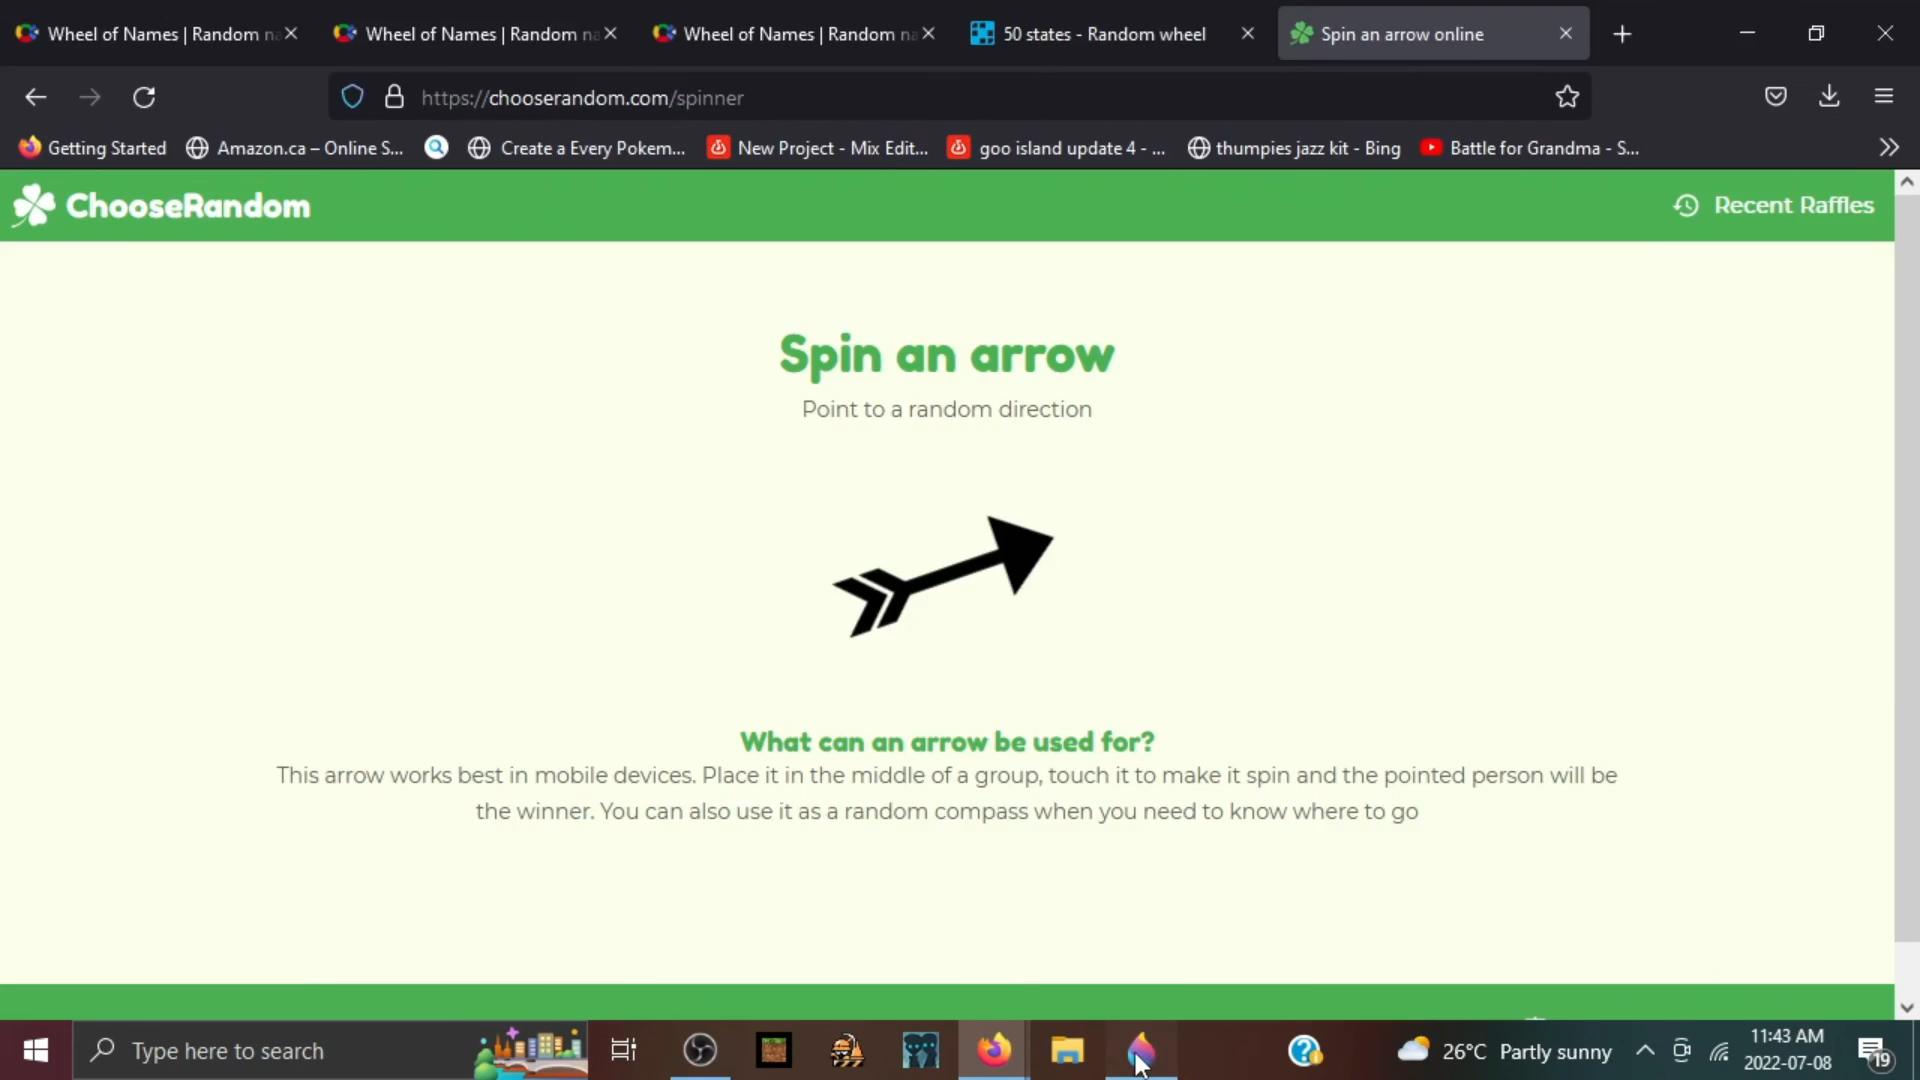 Wheel of Names | Random na
Wheel of Names | Random na
Wheel of Names | Random na
50 states - Random wheel
Spin an arrow online
https://chooserandom.com/spinner
Getting Started
Amazon.ca – Online S...
Create a Every Pokem...
New Project - Mix Edit...
goo island update 4 - ...
thumpies jazz kit - Bing
Battle for Grandma - S...
ChooseRandom
Recent Raffles
Spin an arrow
Point to a random direction
What can an arrow be used for?
This arrow works best in mobile devices. Place it in the middle of a group, touch it to make it spin and the pointed person will be
the winner. You can also use it as a random compass when you need to know where to go
Type here to search
26°C Partly sunny
11:43 AM
2022-07-08
19